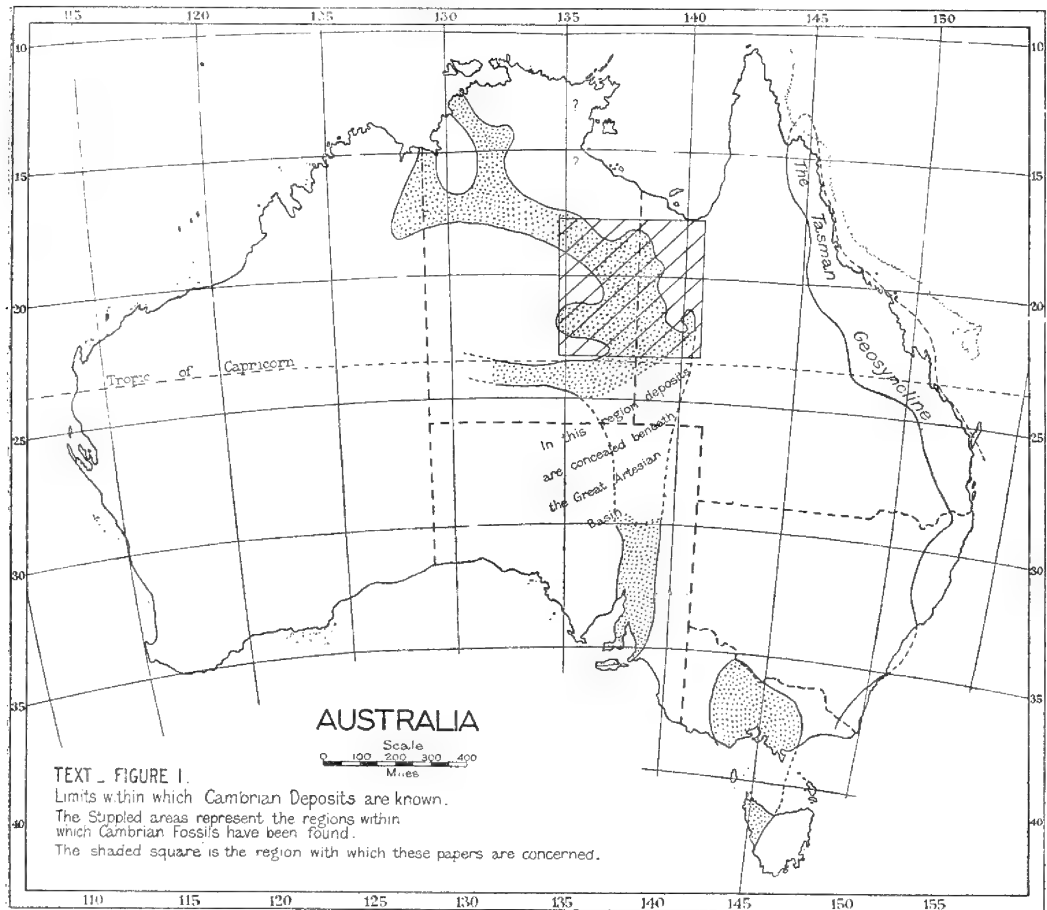 115 120 125 130 135 140 145 150
10 10
?
?
15 15
The
Tasman
Geosyncline
20 20
Tropic of Capricorn
25 25
In this region deposits
are concealed beneath
the Great Artesian
Basin
30 30
35 35
40 40
AUSTRALIA
Scale
0 100 200 300 400
Miles
TEXT _ FIGURE 1.
Limits within which Cambrian Deposits are known.
The Stippled areas represent the regions within
which Cambrian Fossils have been found.
The shaded square is the region with which these papers are concerned.
110 115 120 125 130 135 140 145 150 155